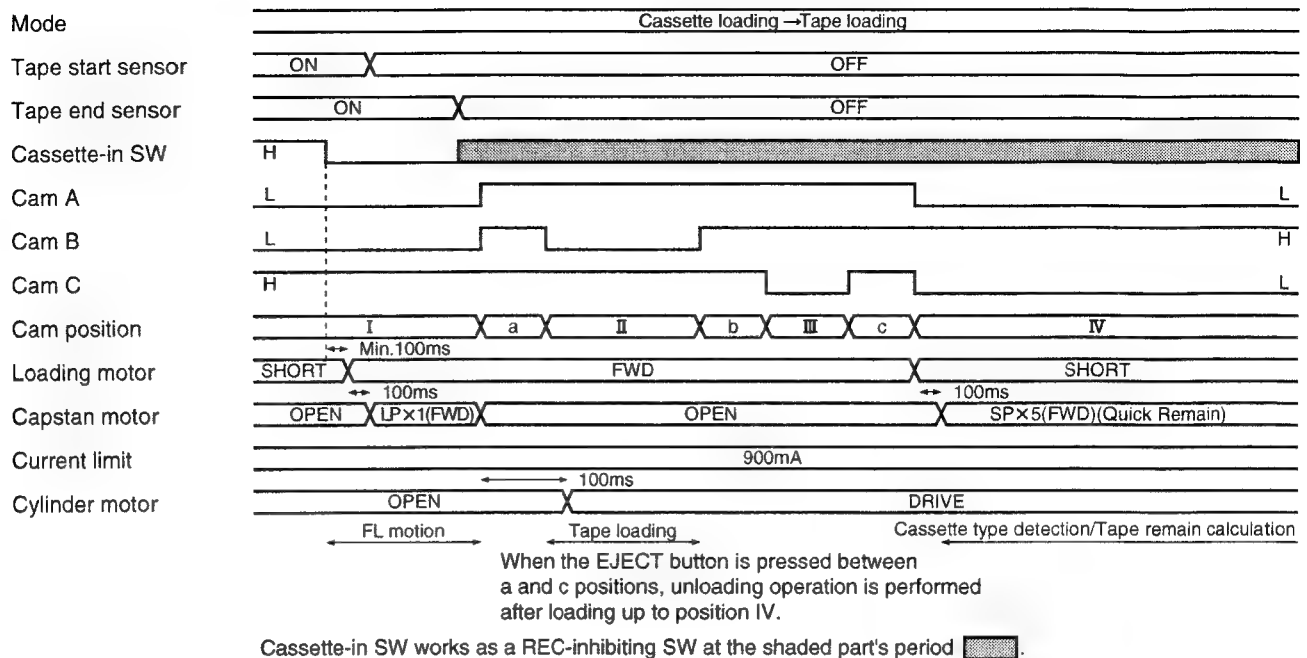 Mode Cassette loading →Tape loading
Tape start sensor ON OFF
Tape end sensor ON OFF
Cassette-in SW H
Cam A L L
Cam B L H
Cam C H L
Cam position I a II b III c IV
Min.100ms
Loading motor SHORT FWD SHORT
100ms 100ms
Capstan motor OPEN LP×1(FWD) OPEN SP×5(FWD)(Quick Remain)
Current limit 900mA
100ms
Cylinder motor OPEN DRIVE
FL motion Tape loading Cassette type detection/Tape remain calculation
When the EJECT button is pressed between
a and c positions, unloading operation is performed
after loading up to position IV.
Cassette-in SW works as a REC-inhibiting SW at the shaded part's period .